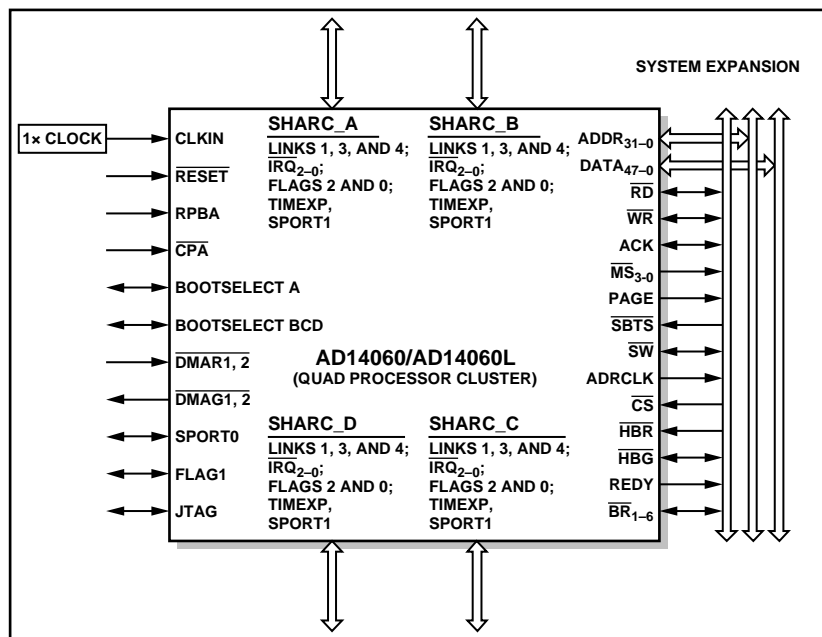 SYSTEM EXPANSION
1× CLOCK
CLKIN
RESET
RPBA
CPA
BOOTSELECT A
BOOTSELECT BCD
DMAR1, 2
DMAG1, 2
SPORT0
FLAG1
JTAG
SHARC_A
LINKS 1, 3, AND 4;
IRQ2–0;
FLAGS 2 AND 0;
TIMEXP,
SPORT1
SHARC_B
LINKS 1, 3, AND 4;
IRQ2–0;
FLAGS 2 AND 0;
TIMEXP,
SPORT1
AD14060/AD14060L
(QUAD PROCESSOR CLUSTER)
SHARC_D
LINKS 1, 3, AND 4;
IRQ2–0;
FLAGS 2 AND 0;
TIMEXP,
SPORT1
SHARC_C
LINKS 1, 3, AND 4;
IRQ2–0;
FLAGS 2 AND 0;
TIMEXP,
SPORT1
ADDR31–0
DATA47–0
RD
WR
ACK
MS3-0
PAGE
SBTS
SW
ADRCLK
CS
HBR
HBG
REDY
BR1–6